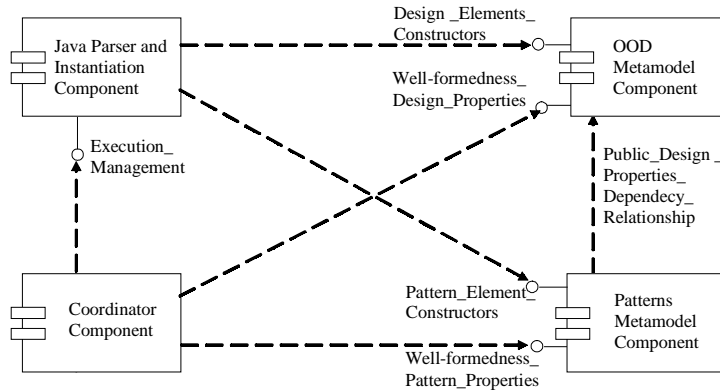 Java Parser and
Instantiation
Component
Design _Elements_
Constructors
OOD
Metamodel
Component
Well-formedness_
Design_Properties
Execution_
Management
Public_Design _
Properties_
Dependecy_
Relationship
Coordinator
Component
Pattern_Element_
Constructors
Patterns
Metamodel
Component
Well-formedness_
Pattern_Properties